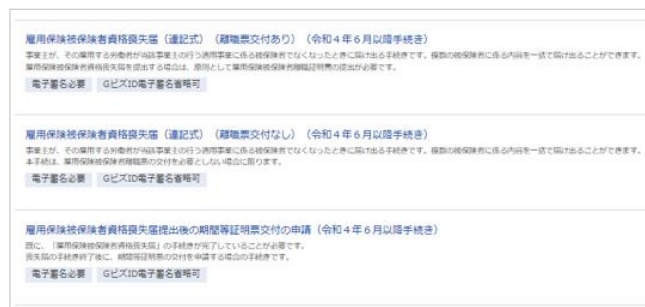 雇用保険被保険者資格喪失届（連記式）（離職票交付あり）（令和４年６月以降手続き）
事業主が、その雇用する労働者が当該事業主の行う適用事業に係る被保険者でなくなったときに届け出る手続きです。複数の被保険者に係る内容を一括で届け出ることができます。
雇用保険被保険者資格喪失届を提出する場合は、原則として雇用保険被保険者離職証明書の提出が必要です。
電子署名必要 GビズID電子署名省略可
雇用保険被保険者資格喪失届（連記式）（離職票交付なし）（令和４年６月以降手続き）
事業主が、その雇用する労働者が当該事業主の行う適用事業に係る被保険者でなくなったときに届け出る手続きです。複数の被保険者に係る内容を一括で届け出ることができます。
本手続は、雇用保険被保険者離職票の交付を必要としない場合に限ります。
電子署名必要 GビズID電子署名省略可
雇用保険被保険者資格喪失届提出後の期間等証明票交付の申請（令和４年６月以降手続き）
既に、「雇用保険被保険者資格喪失届」の手続きが完了していることが必要です。
喪失届の手続き終了後に、期間等証明票の交付を申請する場合の手続きです。
電子署名必要 GビズID電子署名省略可